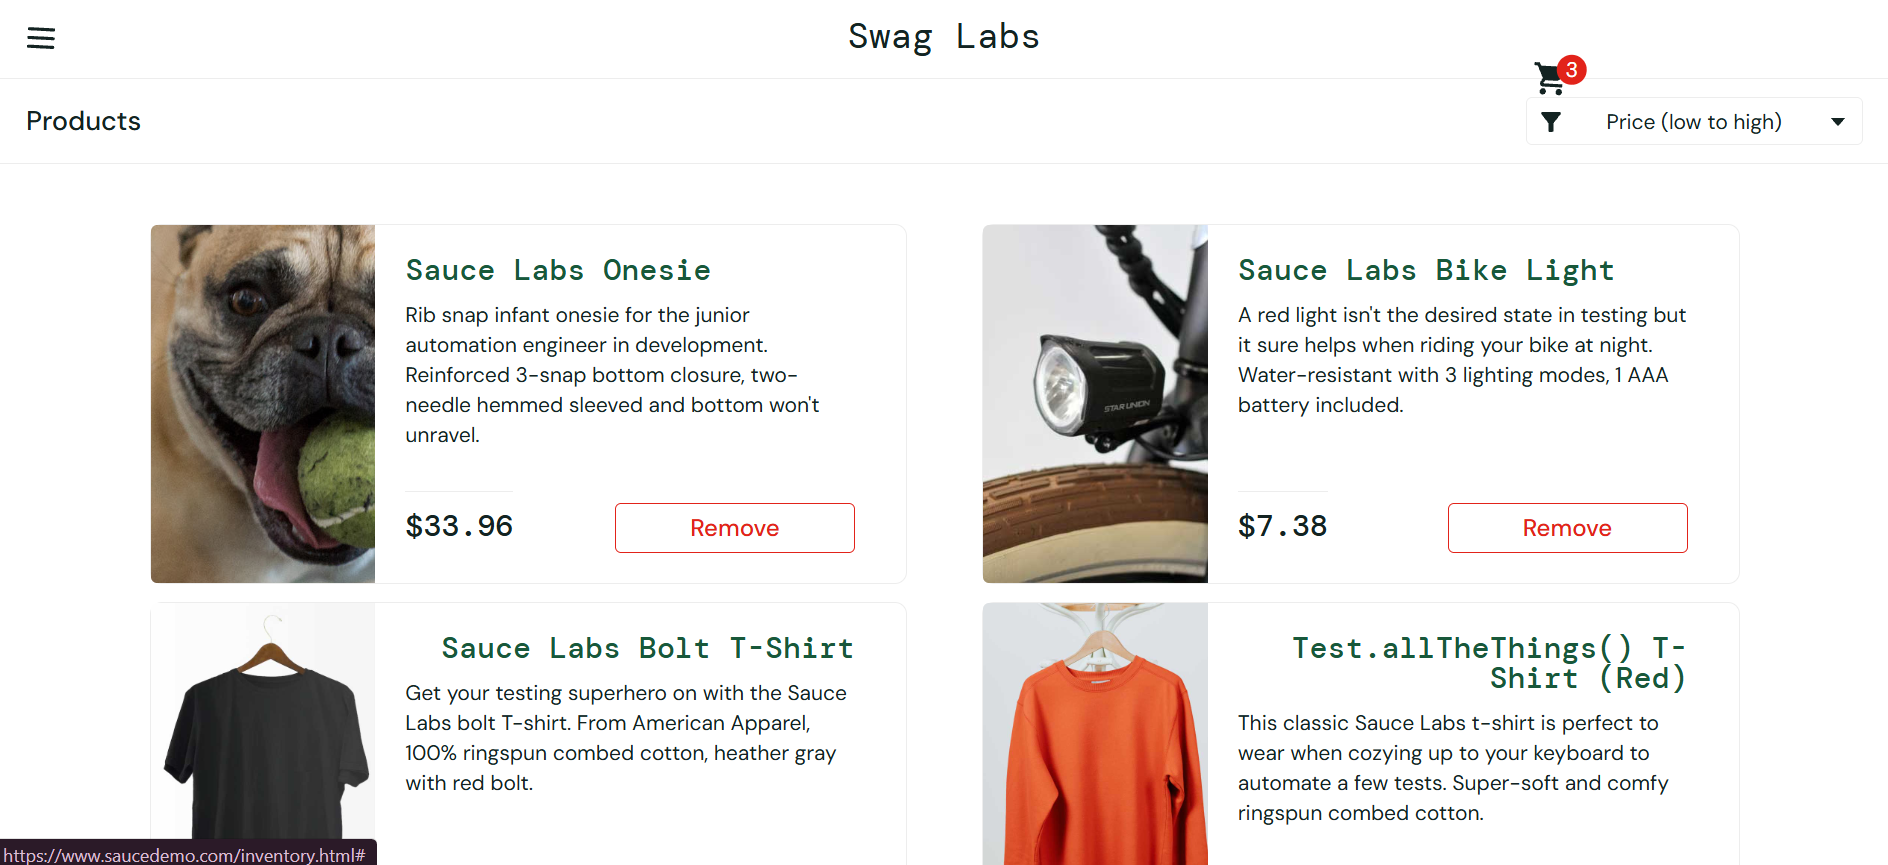 Swag Labs
3
Products
Price (low to high)
Sauce Labs Onesie
Rib snap infant onesie for the junior
automation engineer in development.
Reinforced 3-snap bottom closure, two-
needle hemmed sleeved and bottom won't
unravel.
$33.96
Remove
Sauce Labs Bike Light
A red light isn't the desired state in testing but
it sure helps when riding your bike at night.
Water-resistant with 3 lighting modes, 1 AAA
battery included.
STAR UNION
$7.38
Remove
Sauce Labs Bolt T-Shirt
Get your testing superhero on with the Sauce
Labs bolt T-shirt. From American Apparel,
100% ringspun combed cotton, heather gray
with red bolt.
Test.allTheThings() T-
Shirt (Red)
This classic Sauce Labs t-shirt is perfect to
wear when cozying up to your keyboard to
automate a few tests. Super-soft and comfy
ringspun combed cotton.
https://www.saucedemo.com/inventory.html#